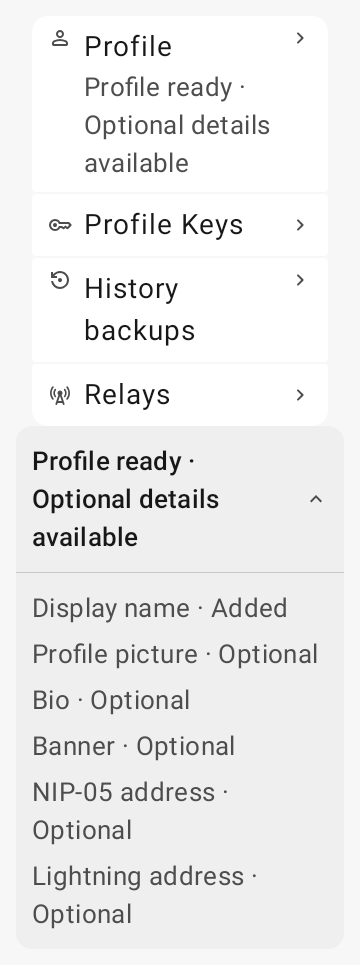 Profile
Profile ready ·
Optional details
available
Profile Keys
History
backups
Relays
Profile ready ·
Optional details
available
Display name · Added
Profile picture · Optional
Bio · Optional
Banner · Optional
NIP-05 address ·
Optional
Lightning address ·
Optional